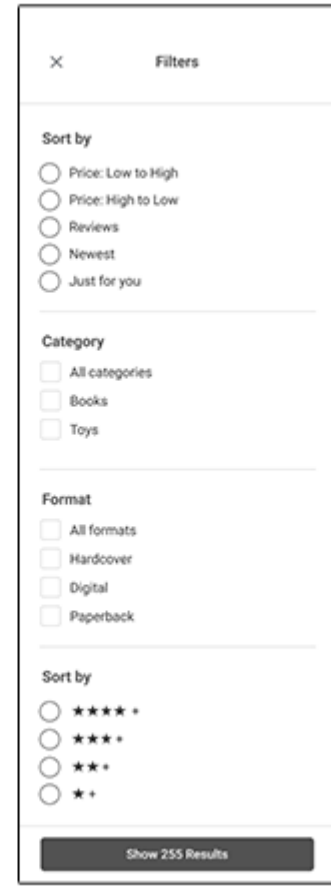 Filters
Sort by
Price: Low to High
Price: High to Low
Reviews
Newest
Just for you
Category
All categories
Books
Toys
Format
All formats
Hardcover
Digital
Paperback
Sort by
★★★★ +
★★★ +
★★ +
★ +
Show 255 Results